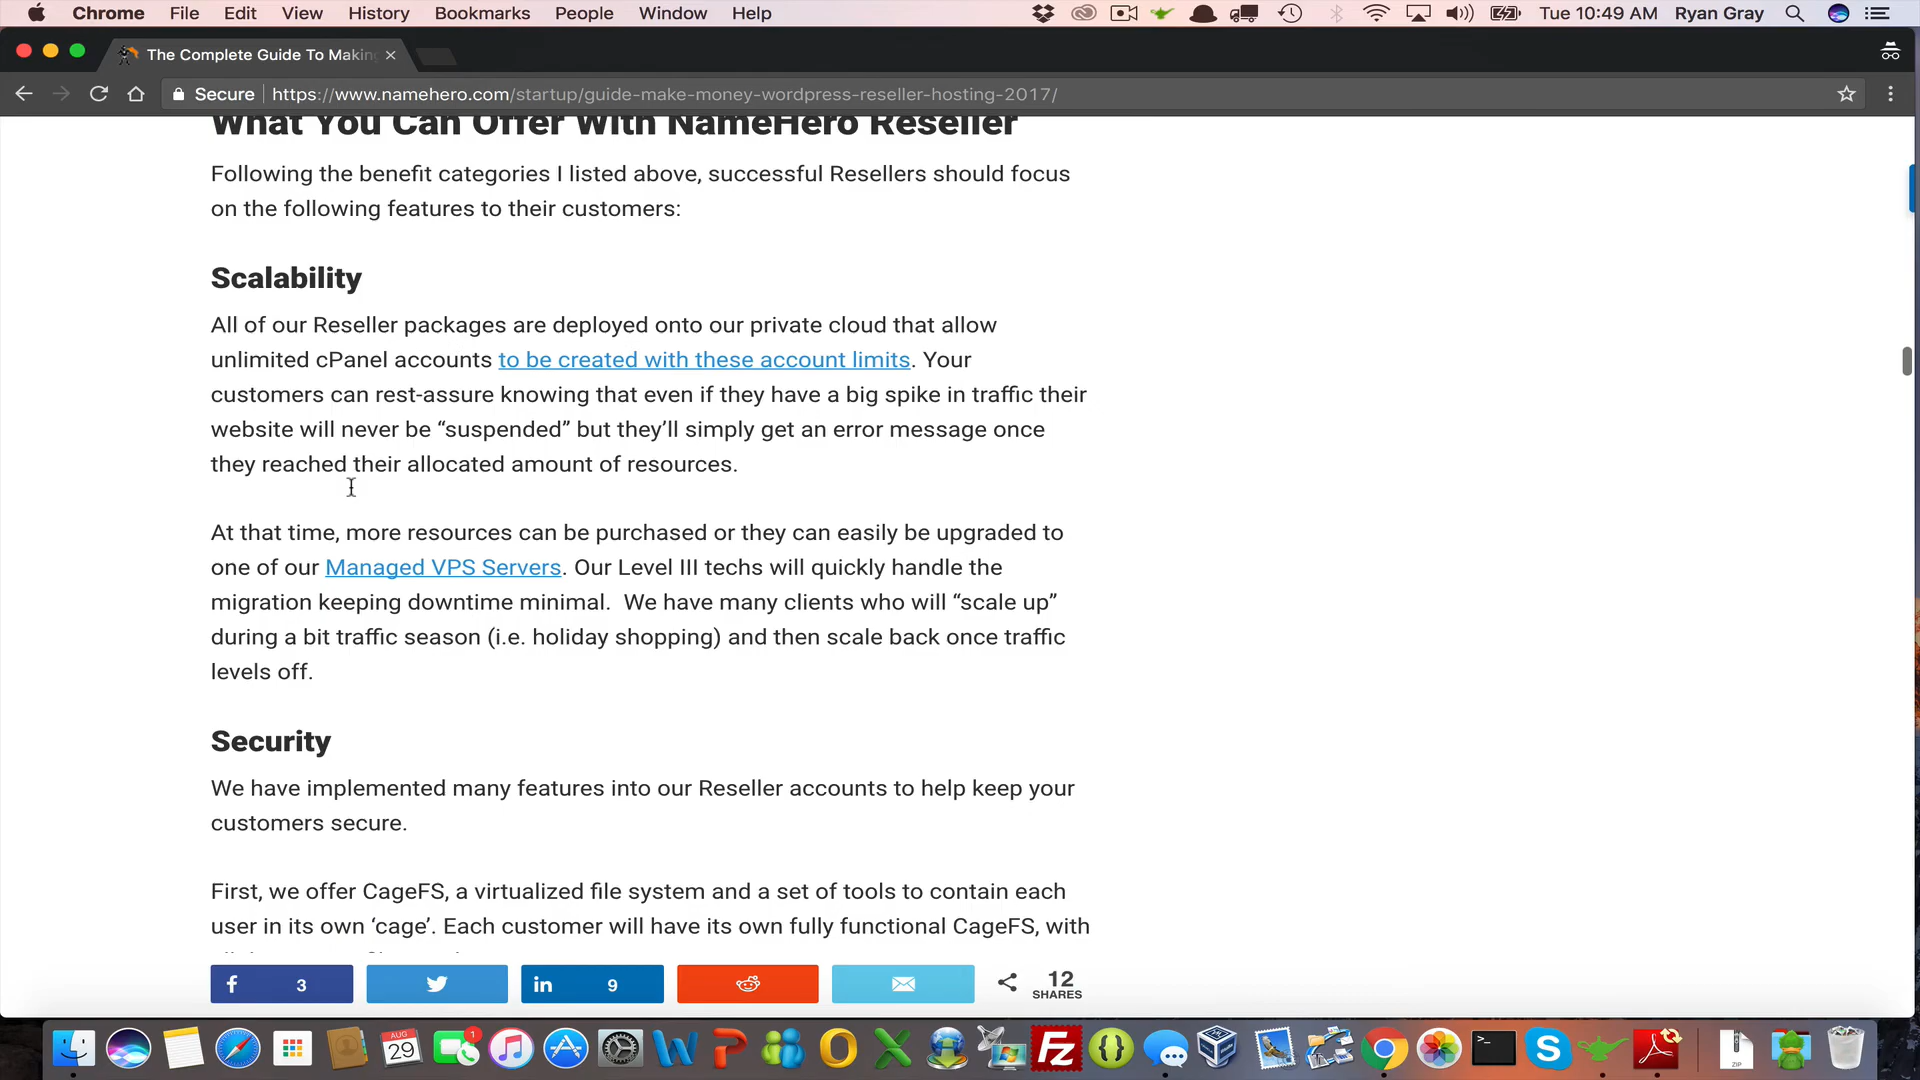 Chrome File Edit View History Bookmarks People Window Help Tue 10:49 AM Ryan Gray
The Complete Guide To Making
Secure https://www.namehero.com/startup/guide-make-money-wordpress-reseller-hosting-2017/
What You Can Offer With NameHero Reseller
Following the benefit categories I listed above, successful Resellers should focus
on the following features to their customers:
Scalability
All of our Reseller packages are deployed onto our private cloud that allow
unlimited cPanel accounts to be created with these account limits. Your
customers can rest-assure knowing that even if they have a big spike in traffic their
website will never be “suspended” but they’ll simply get an error message once
they reached their allocated amount of resources.
At that time, more resources can be purchased or they can easily be upgraded to
one of our Managed VPS Servers. Our Level III techs will quickly handle the
migration keeping downtime minimal.  We have many clients who will “scale up”
during a bit traffic season (i.e. holiday shopping) and then scale back once traffic
levels off.
Security
We have implemented many features into our Reseller accounts to help keep your
customers secure.
First, we offer CageFS, a virtualized file system and a set of tools to contain each
user in its own ‘cage’. Each customer will have its own fully functional CageFS, with
3 9 12
SHARES
AUG
29
1
ZIP